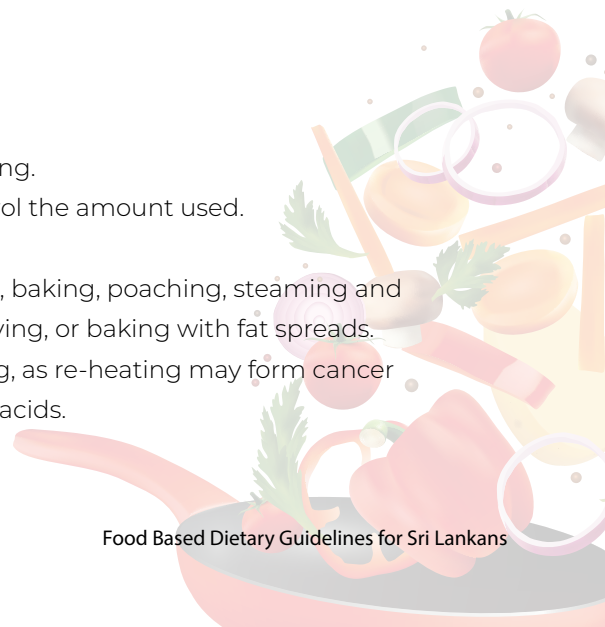 ng.
ol the amount used.
, baking, poaching, steaming and
ying, or baking with fat spreads.
g, as re-heating may form cancer
acids.
Food Based Dietary Guidelines for Sri Lankans